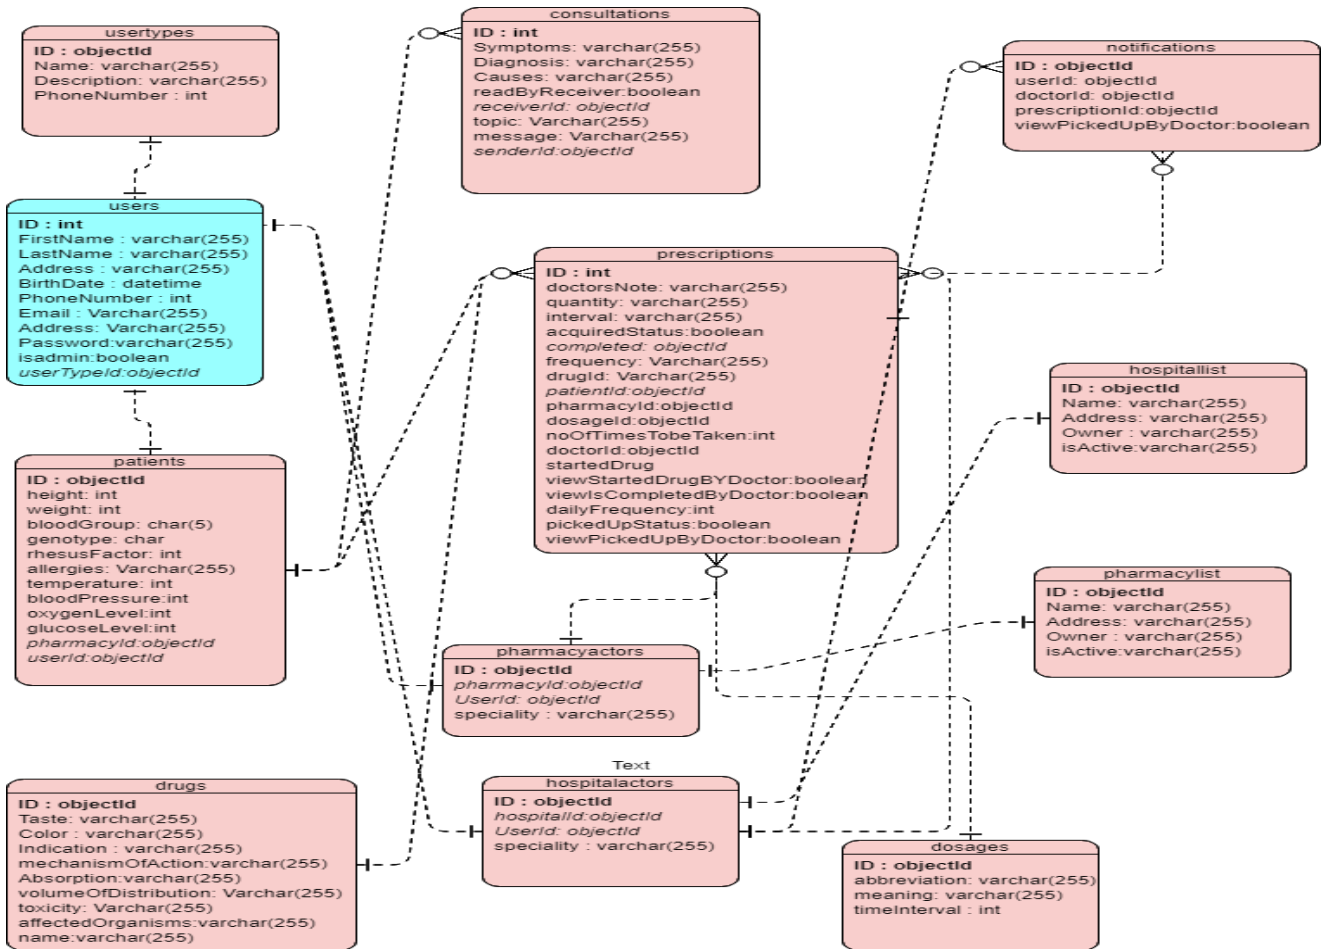 usertypes
ID : objectId
Name: varchar(255)
Description: varchar(255)
PhoneNumber : int
consultations
ID : int
Symptoms: varchar(255)
Diagnosis: varchar(255)
Causes: varchar(255)
readByReceiver:boolean
receiverId: objectId
topic: Varchar(255)
message: Varchar(255)
senderId:objectId
notifications
ID : objectId
userId: objectId
doctorId: objectId
prescriptionId:objectId
viewPickedUpByDoctor:boolean
users
ID : int
FirstName : varchar(255)
LastName : varchar(255)
Address : varchar(255)
BirthDate : datetime
PhoneNumber : int
Email : Varchar(255)
Address: Varchar(255)
Password:varchar(255)
isadmin:boolean
userTypeId:objectId
prescriptions
ID : int
doctorsNote: varchar(255)
quantity: varchar(255)
interval: varchar(255)
acquiredStatus:boolean
completed: objectId
frequency: Varchar(255)
drugId: Varchar(255)
patientId:objectId
pharmacyId:objectId
dosageId:objectId
noOfTimesTobeTaken:int
doctorId:objectId
startedDrug
viewStartedDrugBYDoctor:boolean
viewIsCompletedByDoctor:boolean
dailyFrequency:int
pickedUpStatus:boolean
viewPickedUpByDoctor:boolean
hospitallist
ID : objectId
Name: varchar(255)
Address: varchar(255)
Owner : varchar(255)
isActive:varchar(255)
patients
ID : objectId
height: int
weight: int
bloodGroup: char(5)
genotype: char
rhesusFactor: int
allergies: Varchar(255)
temperature: int
bloodPressure:int
oxygenLevel:int
glucoseLevel:int
pharmacyId:objectId
userId:objectId
pharmacylist
ID : objectId
Name: varchar(255)
Address: varchar(255)
Owner : varchar(255)
isActive:varchar(255)
pharmacyactors
ID : objectId
pharmacyId:objectId
UserId: objectId
speciality : varchar(255)
Text
hospitalactors
ID : objectId
hospitalId:objectId
UserId: objectId
speciality : varchar(255)
drugs
ID : objectId
Taste: varchar(255)
Color : varchar(255)
Indication : varchar(255)
mechanismOfAction:varchar(255)
Absorption:varchar(255)
volumeOfDistribution: Varchar(255)
toxicity: Varchar(255)
affectedOrganisms:varchar(255)
name:varchar(255)
dosages
ID : objectId
abbreviation: varchar(255)
meaning: varchar(255)
timeInterval : int